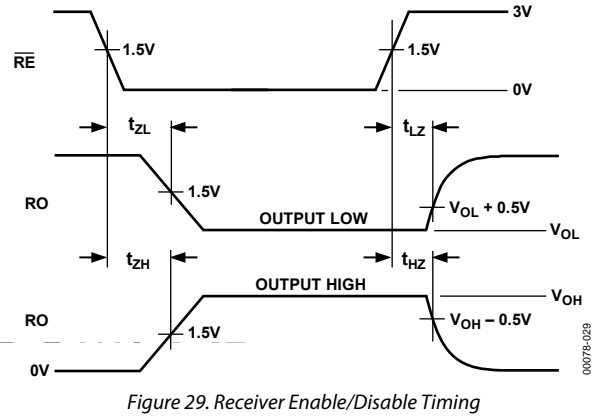 3V
1.5V
1.5V
RE
0V
tZL
tLZ
1.5V
RO
OUTPUT LOW
VOL + 0.5V
VOL
tZH
tHZ
OUTPUT HIGH
VOH
RO
1.5V
VOH – 0.5V
0V
00078-029
Figure 29. Receiver Enable/Disable Timing